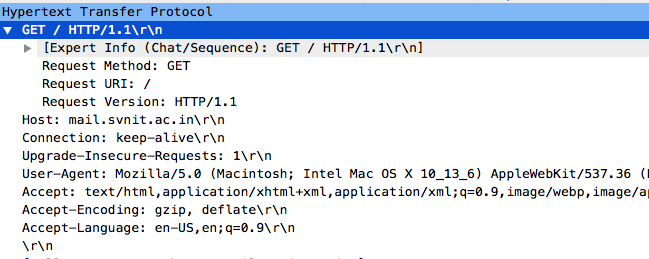 Hypertext Transfer Protocol
GET / HTTP/1.1\r\n
[Expert Info (Chat/Sequence): GET / HTTP/1.1\r\n]
Request Method: GET
Request URI: /
Request Version: HTTP/1.1
Host: mail.svnit.ac.in\r\n
Connection: keep-alive\r\n
Upgrade-Insecure-Requests: 1\r\n
User-Agent: Mozilla/5.0 (Macintosh; Intel Mac OS X 10_13_6) AppleWebKit/537.36 (
Accept: text/html,application/xhtml+xml,application/xml;q=0.9,image/webp,image/ap
Accept-Encoding: gzip, deflate\r\n
Accept-Language: en-US,en;q=0.9\r\n
\r\n